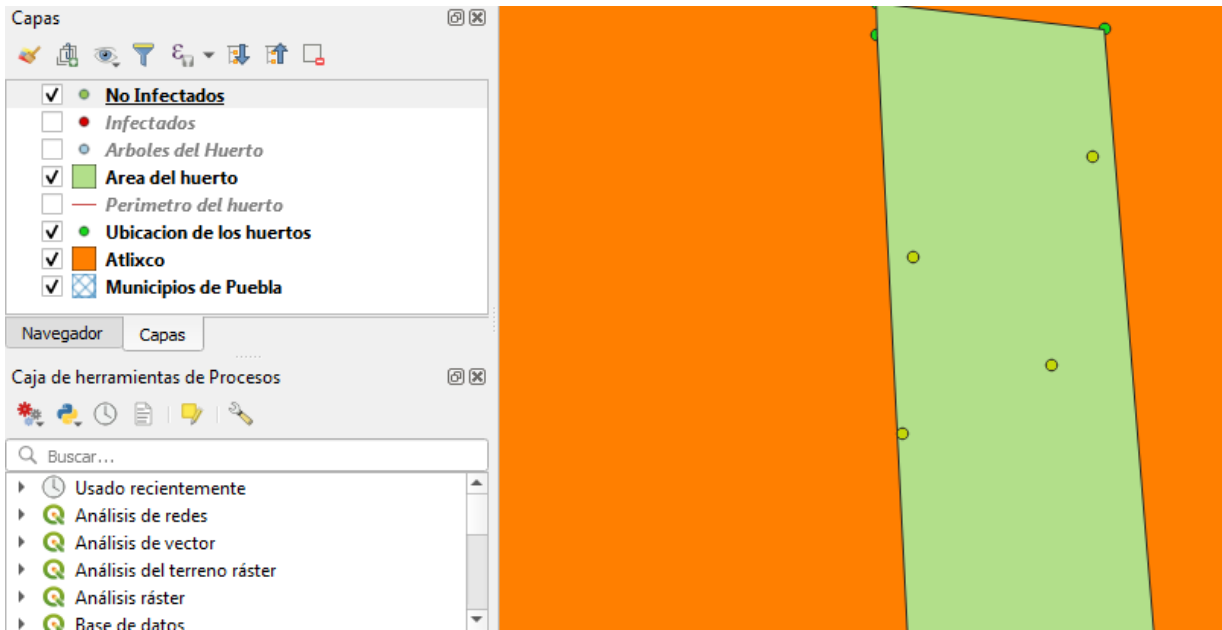 Capas
No Infectados
Infectados
Arboles del Huerto
Area del huerto
Perimetro del huerto
Ubicacion de los huertos
Atlixco
Municipios de Puebla
Navegador Capas
Caja de herramientas de Procesos
Buscar...
Usado recientemente
Análisis de redes
Análisis de vector
Análisis del terreno ráster
Análisis ráster
Base de datos